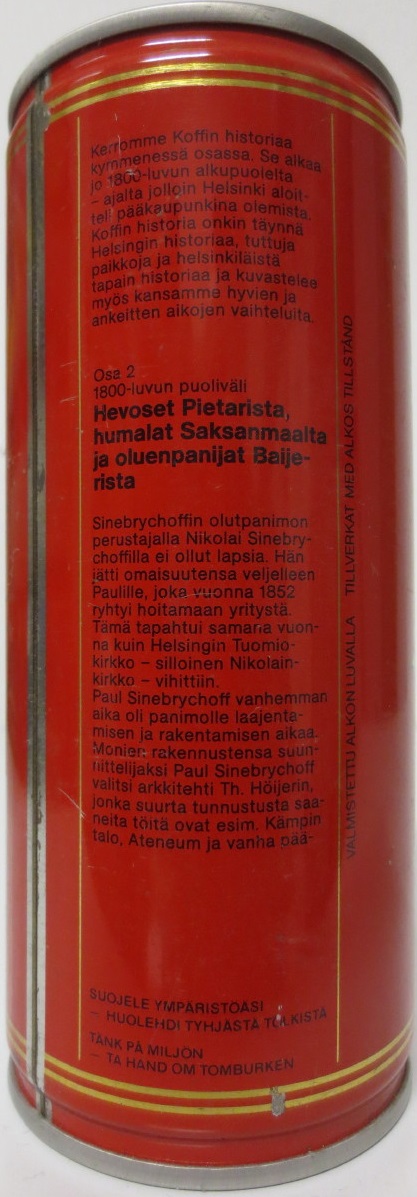 Kerromme Koffin historiaa
kymmenessä osassa. Se alkaa
jo 1800-luvun alkupuolelta
– ajalta jolloin Helsinki aloit-
teli pääkaupunkina olemista.
Koffin historia onkin täynnä
Helsingin historiaa, tuttuja
paikkoja ja helsinkiläistä
tapain historiaa ja kuvastelee
myös kansamme hyvien ja
ankeitten aikojen vaihteluita.
Osa 2
1800-luvun puoliväli
Hevoset Pietarista,
humalat Saksanmaalta
ja oluenpanijat Baije-
rista
Sinebrychoffin olutpanimon
perustajalla Nikolai Sinebry-
choffilla ei ollut lapsia. Hän
jätti omaisuutensa veljelleen
Paulille, joka vuonna 1852
ryhtyi hoitamaan yritystä.
Tämä tapahtui samana vuon-
na kuin Helsingin Tuomio-
kirkko – silloinen Nikolain-
kirkko – vihittiin.
Paul Sinebrychoff vanhemman
aika oli panimolle laajenta-
misen ja rakentamisen aikaa.
Monien rakennustensa suun-
nittelijaksi Paul Sinebrychoff
valitsi arkkitehti Th. Höijerin,
jonka suurta tunnustusta saa-
neita töitä ovat esim. Kämpin
talo, Ateneum ja vanha pää-
SUOJELE YMPÄRISTÖÄSI
– HUOLEHDI TYHJÄSTÄ TÖLKISTÄ
TÄNK PÅ MILJÖN
– TA HAND OM TOMBURKEN
VALMISTETTU ALKON LUVALLA TILLVERKAT MED ALKOS TILLSTÅND